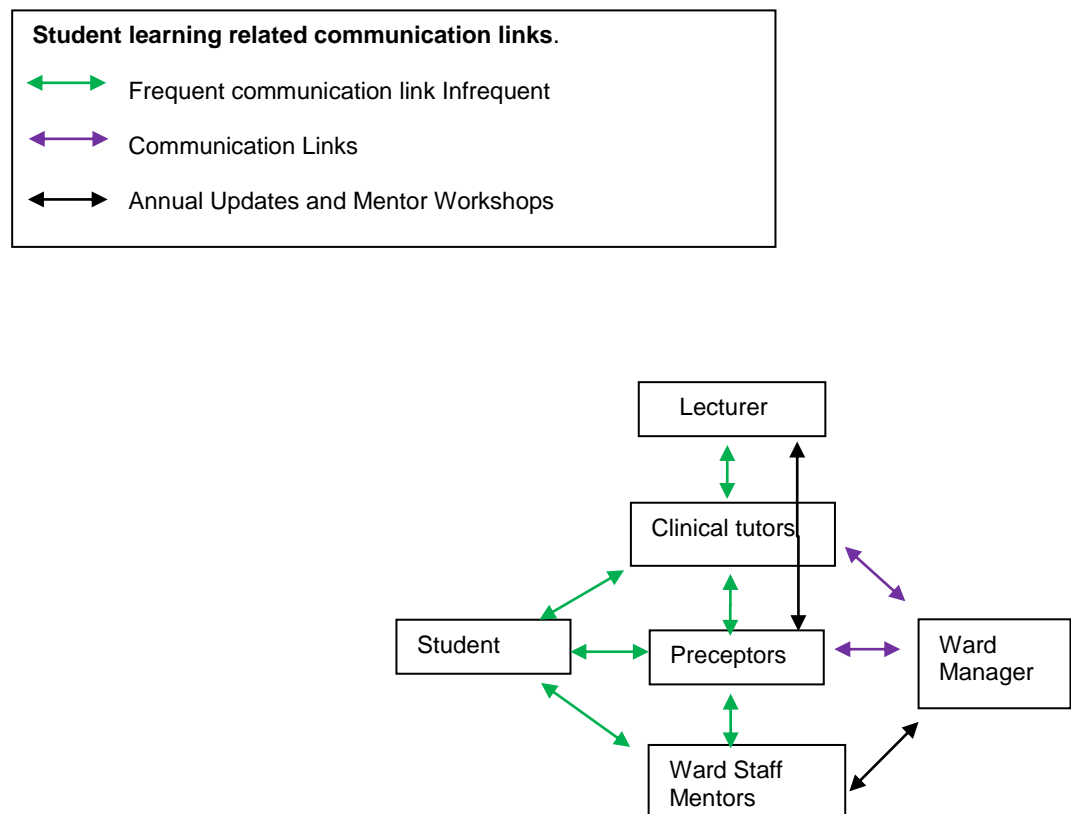 Student learning related communication links.
Frequent communication link Infrequent
Communication Links
Annual Updates and Mentor Workshops
Lecturer
Clinical tutors
Student
Preceptors
Ward
Manager
Ward Staff
Mentors